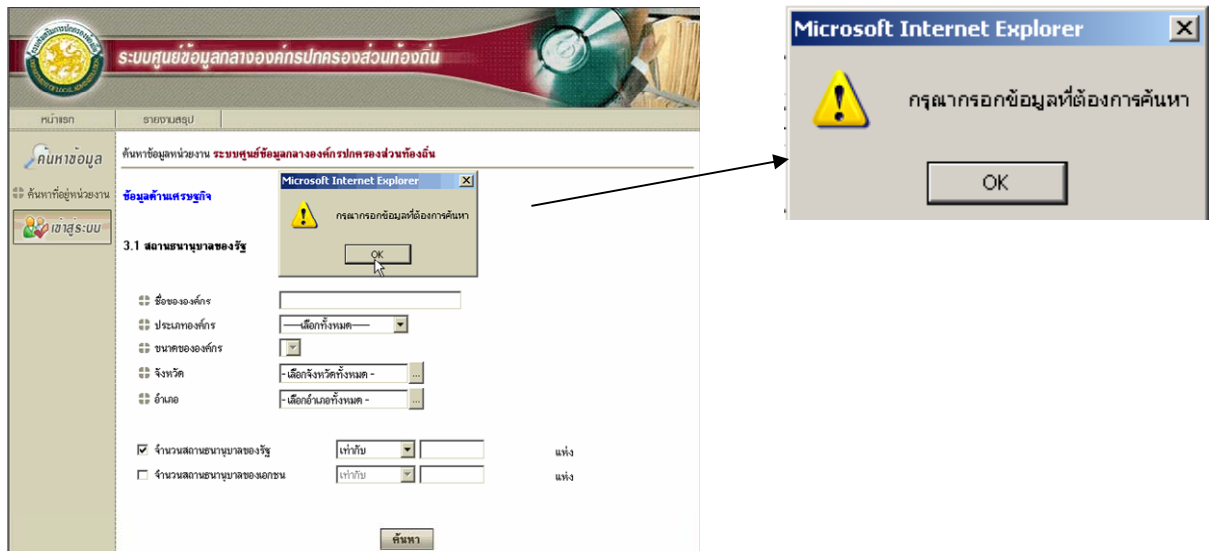 ระบบศูนย์ข้อมูลกลางองค์กรปกครองส่วนท้องถิ่น
หน้าแรก
รายงานสรุป
ค้นหาข้อมูล
ค้นหาที่อยู่หน่วยงาน
เข้าสู่ระบบ
ค้นหาข้อมูลหน่วยงาน ระบบศูนย์ข้อมูลกลางองค์กรปกครองส่วนท้องถิ่น
ข้อมูลด้านเศรษฐกิจ
Microsoft Internet Explorer
กรุณากรอกข้อมูลที่ต้องการค้นหา
OK
3.1 สถานธนานุบาลของรัฐ
ชื่อขององค์กร
ประเภทองค์กร
-----เลือกทั้งหมด-----
ขนาดขององค์กร
จังหวัด
- เลือกจังหวัดทั้งหมด -
...
อำเภอ
- เลือกอำเภอทั้งหมด -
...
จำนวนสถานธนานุบาลของรัฐ เท่ากับ แห่ง
จำนวนสถานธนานุบาลของเอกชน เท่ากับ แห่ง
ค้นหา
Microsoft Internet Explorer
กรุณากรอกข้อมูลที่ต้องการค้นหา
OK